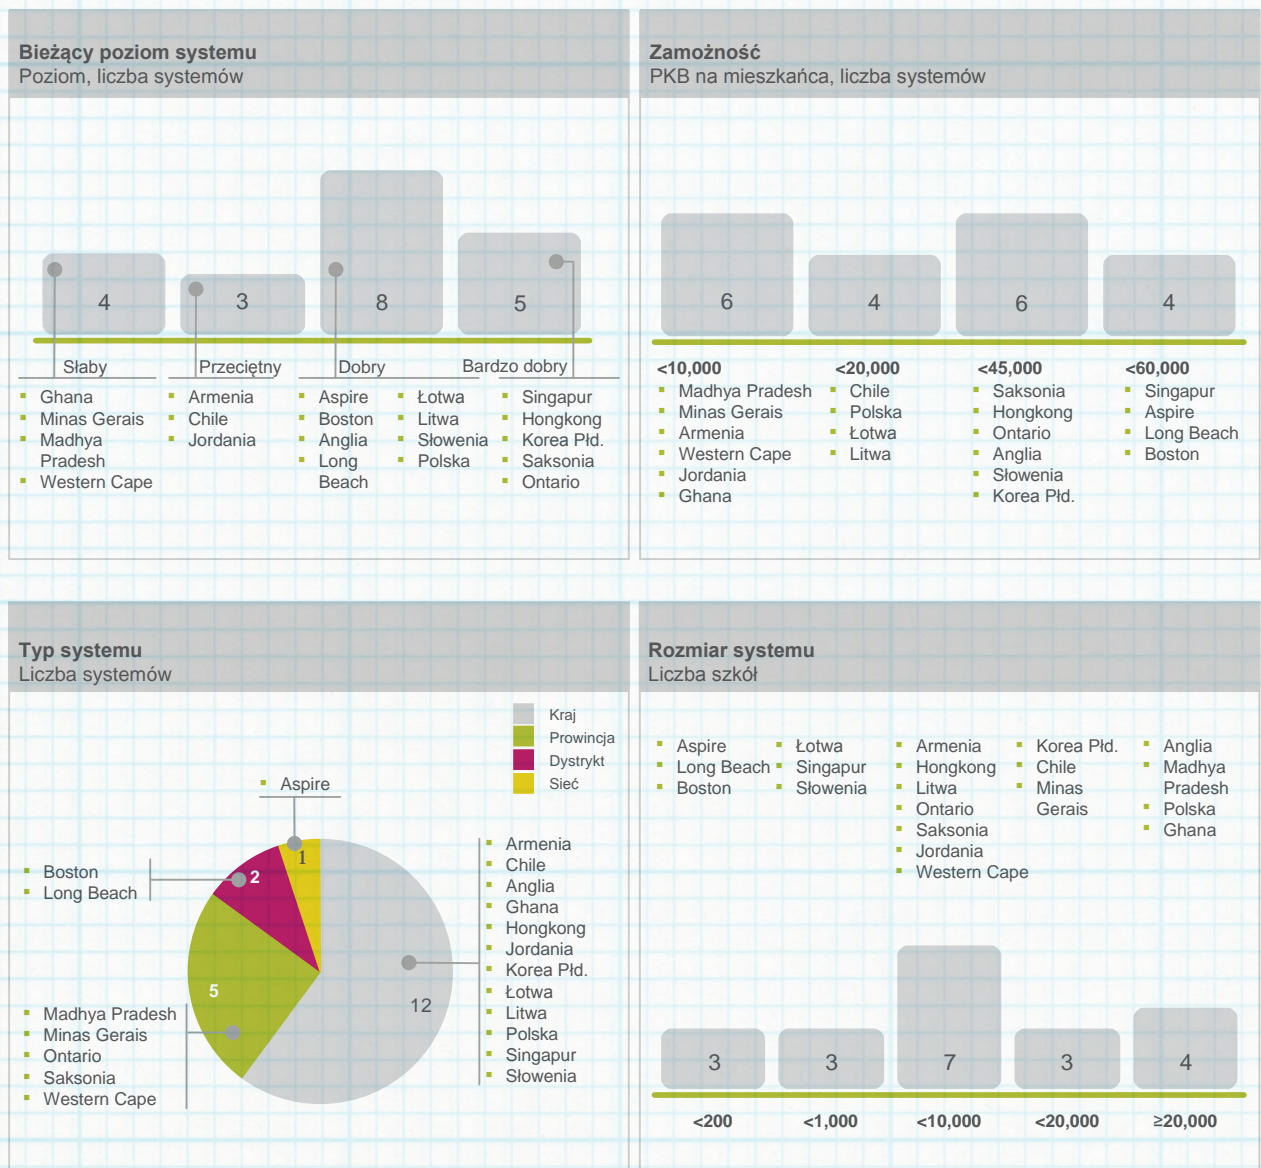 Bieżący poziom systemu
Poziom, liczba systemów
4
3
8
5
Słaby
Przeciętny
Dobry
Bardzo dobry
Ghana
Minas Gerais
Madhya
Pradesh
Western Cape
Armenia
Chile
Jordania
Aspire
Boston
Anglia
Long
Beach
Łotwa
Litwa
Słowenia
Polska
Singapur
Hongkong
Korea Płd.
Saksonia
Ontario
Zamożność
PKB na mieszkańca, liczba systemów
6
4
6
4
<10,000
<20,000
<45,000
<60,000
Madhya Pradesh
Minas Gerais
Armenia
Western Cape
Jordania
Ghana
Chile
Polska
Łotwa
Litwa
Saksonia
Hongkong
Ontario
Anglia
Słowenia
Korea Płd.
Singapur
Aspire
Long Beach
Boston
Typ systemu
Liczba systemów
Kraj
Prowincja
Dystrykt
Sieć
Aspire
1
Boston
Long Beach
2
5
Madhya Pradesh
Minas Gerais
Ontario
Saksonia
Western Cape
12
Armenia
Chile
Anglia
Ghana
Hongkong
Jordania
Korea Płd.
Łotwa
Litwa
Polska
Singapur
Słowenia
Rozmiar systemu
Liczba szkół
Aspire
Long Beach
Boston
Łotwa
Singapur
Słowenia
Armenia
Hongkong
Litwa
Ontario
Saksonia
Jordania
Western Cape
Korea Płd.
Chile
Minas
Gerais
Anglia
Madhya
Pradesh
Polska
Ghana
3
3
7
3
4
<200
<1,000
<10,000
<20,000
≥20,000